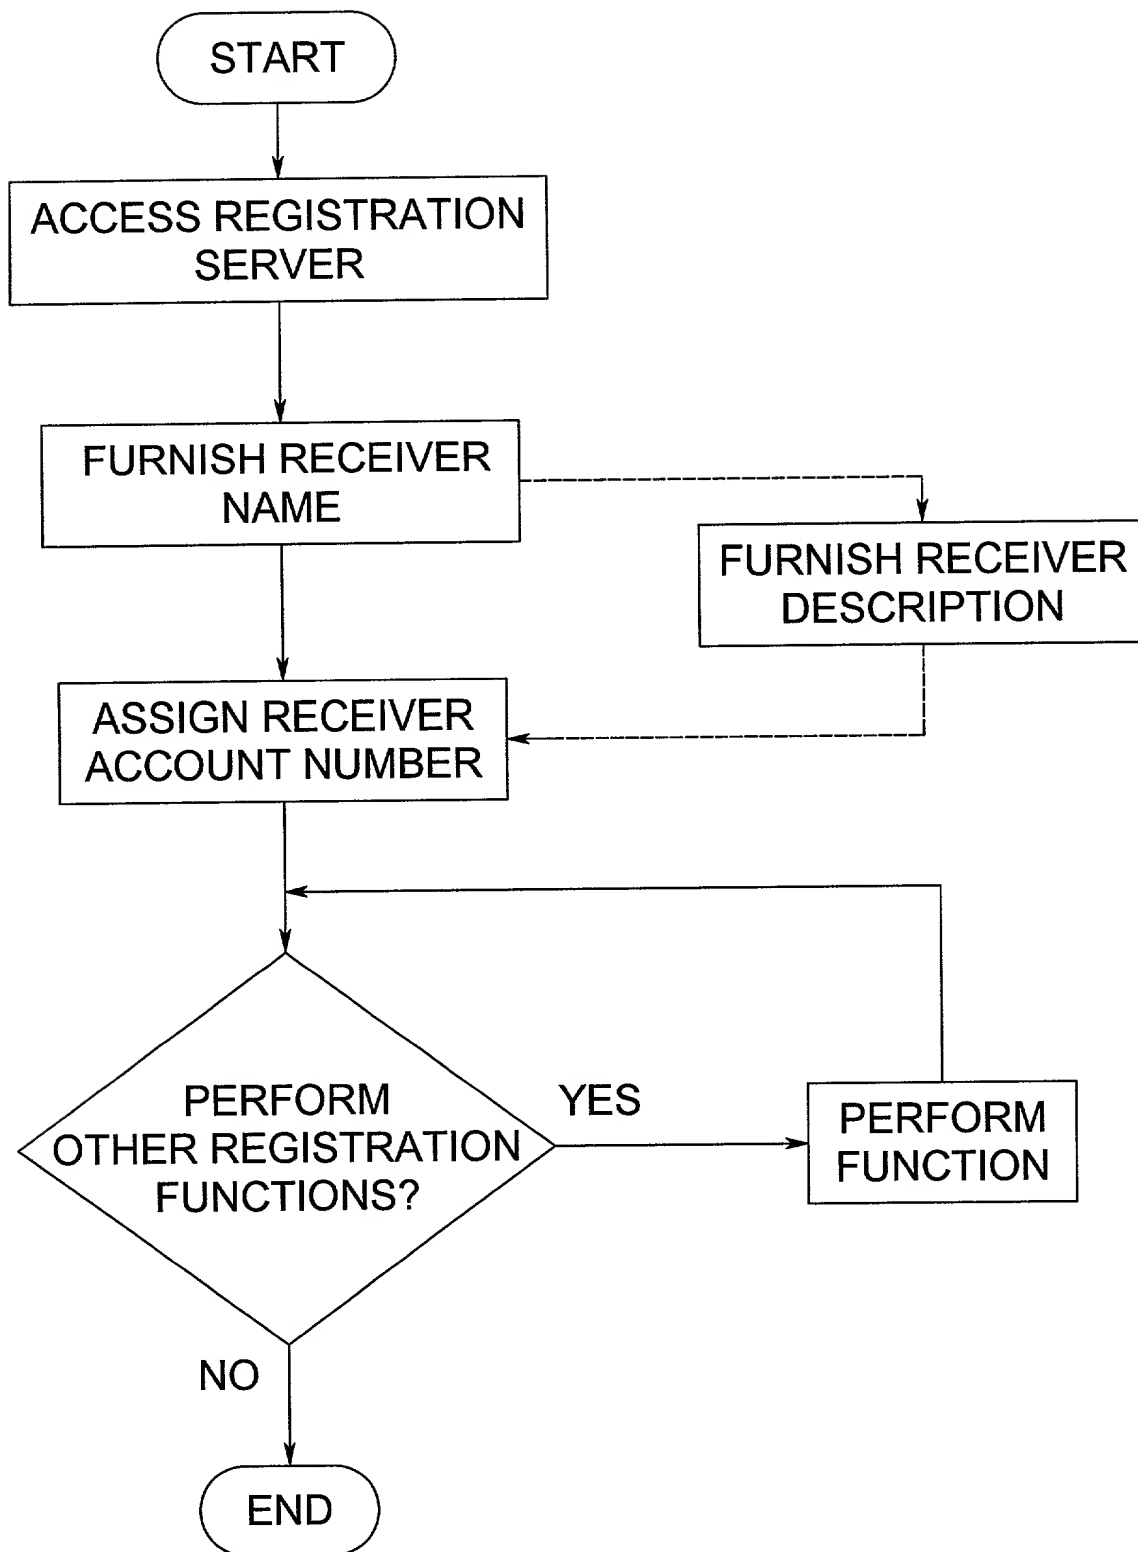 START
ACCESS REGISTRATION
SERVER
FURNISH RECEIVER
NAME
FURNISH RECEIVER
DESCRIPTION
ASSIGN RECEIVER
ACCOUNT NUMBER
PERFORM
OTHER REGISTRATION
FUNCTIONS?
YES
PERFORM
FUNCTION
NO
END